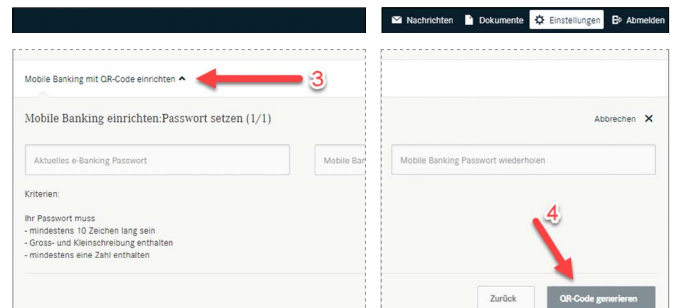 Nachrichten Dokumente Einstellungen Abmelden
Mobile Banking mit QR-Code einrichten
3
Mobile Banking einrichten:Passwort setzen (1/1)
Abbrechen X
Aktuelles e-Banking Passwort
Mobile Ban
Mobile Banking Passwort wiederholen
Kriterien:
Ihr Passwort muss
- mindestens 10 Zeichen lang sein
- Gross- und Kleinschreibung enthalten
- mindestens eine Zahl enthalten
4
Zurück
QR-Code generieren